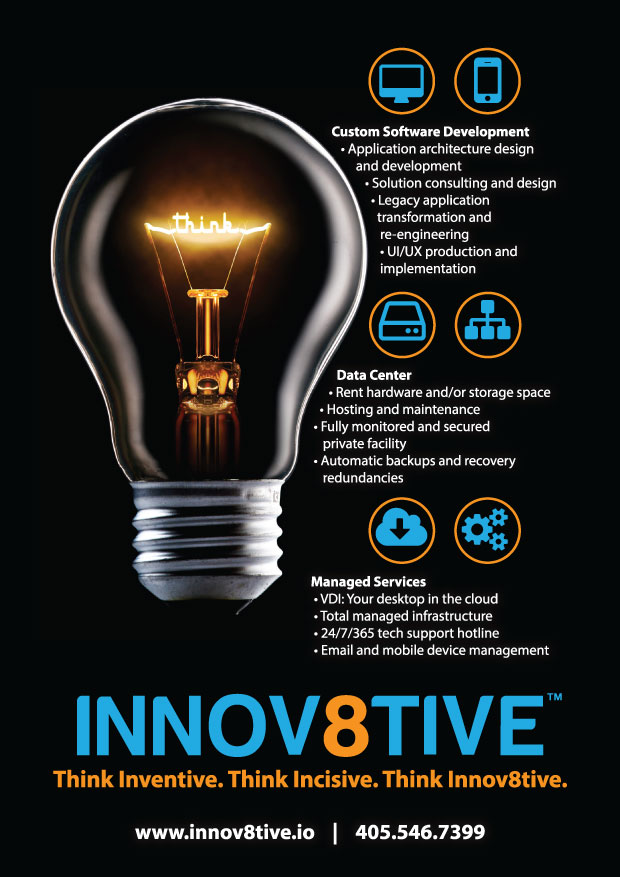 think
Custom Software Development
• Application architecture design
and development
• Solution consulting and design
• Legacy application
transformation and
re-engineering
• UI/UX production and
implementation
Data Center
• Rent hardware and/or storage space
• Hosting and maintenance
• Fully monitored and secured
private facility
• Automatic backups and recovery
redundancies
Managed Services
• VDI: Your desktop in the cloud
• Total managed infrastructure
• 24/7/365 tech support hotline
• Email and mobile device management
INNOV8TIVE™
Think Inventive. Think Incisive. Think Innov8tive.
www.innov8tive.io | 405.546.7399